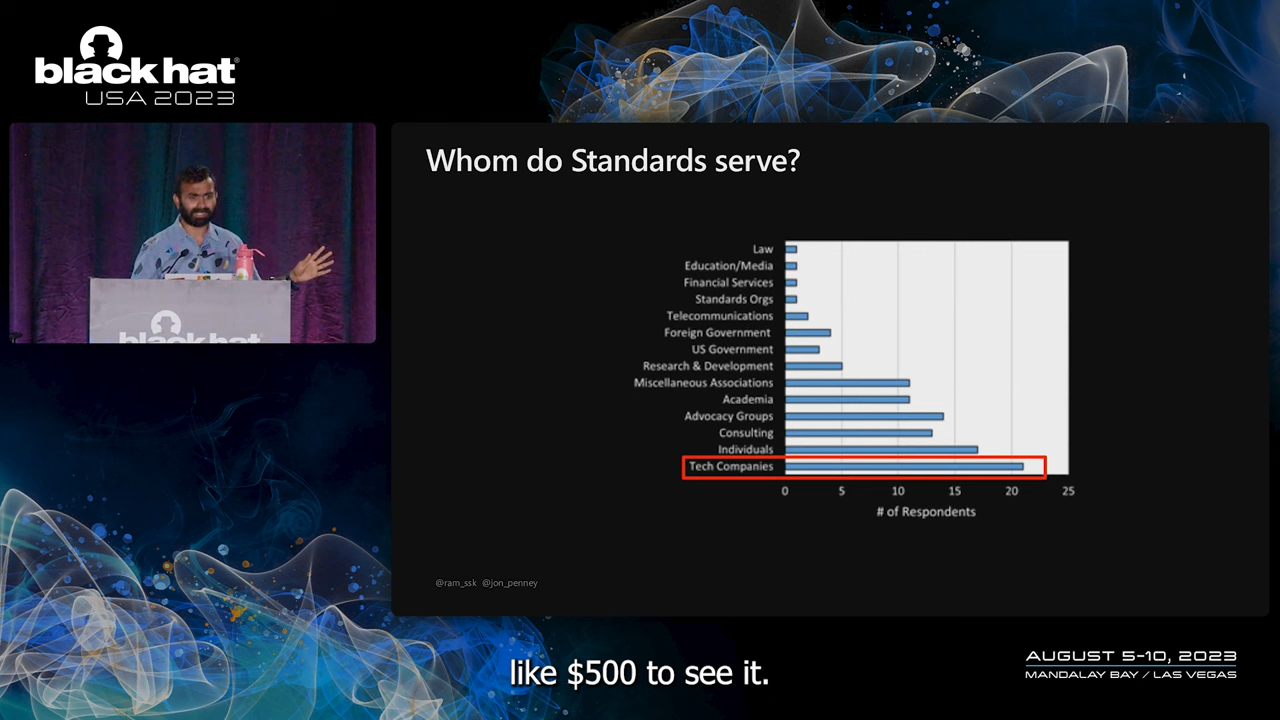 black hat®
USA 2023
black hat
Whom do Standards serve?
Law
Education/Media
Financial Services
Standards Orgs
Telecommunications
Foreign Government
US Government
Research & Development
Miscellaneous Associations
Academia
Advocacy Groups
Consulting
Individuals
Tech Companies
0 5 10 15 20 25
# of Respondents
@ram_ssk @jon_penney
like $500 to see it.
AUGUST 5-10, 2023
MANDALAY BAY / LAS VEGAS